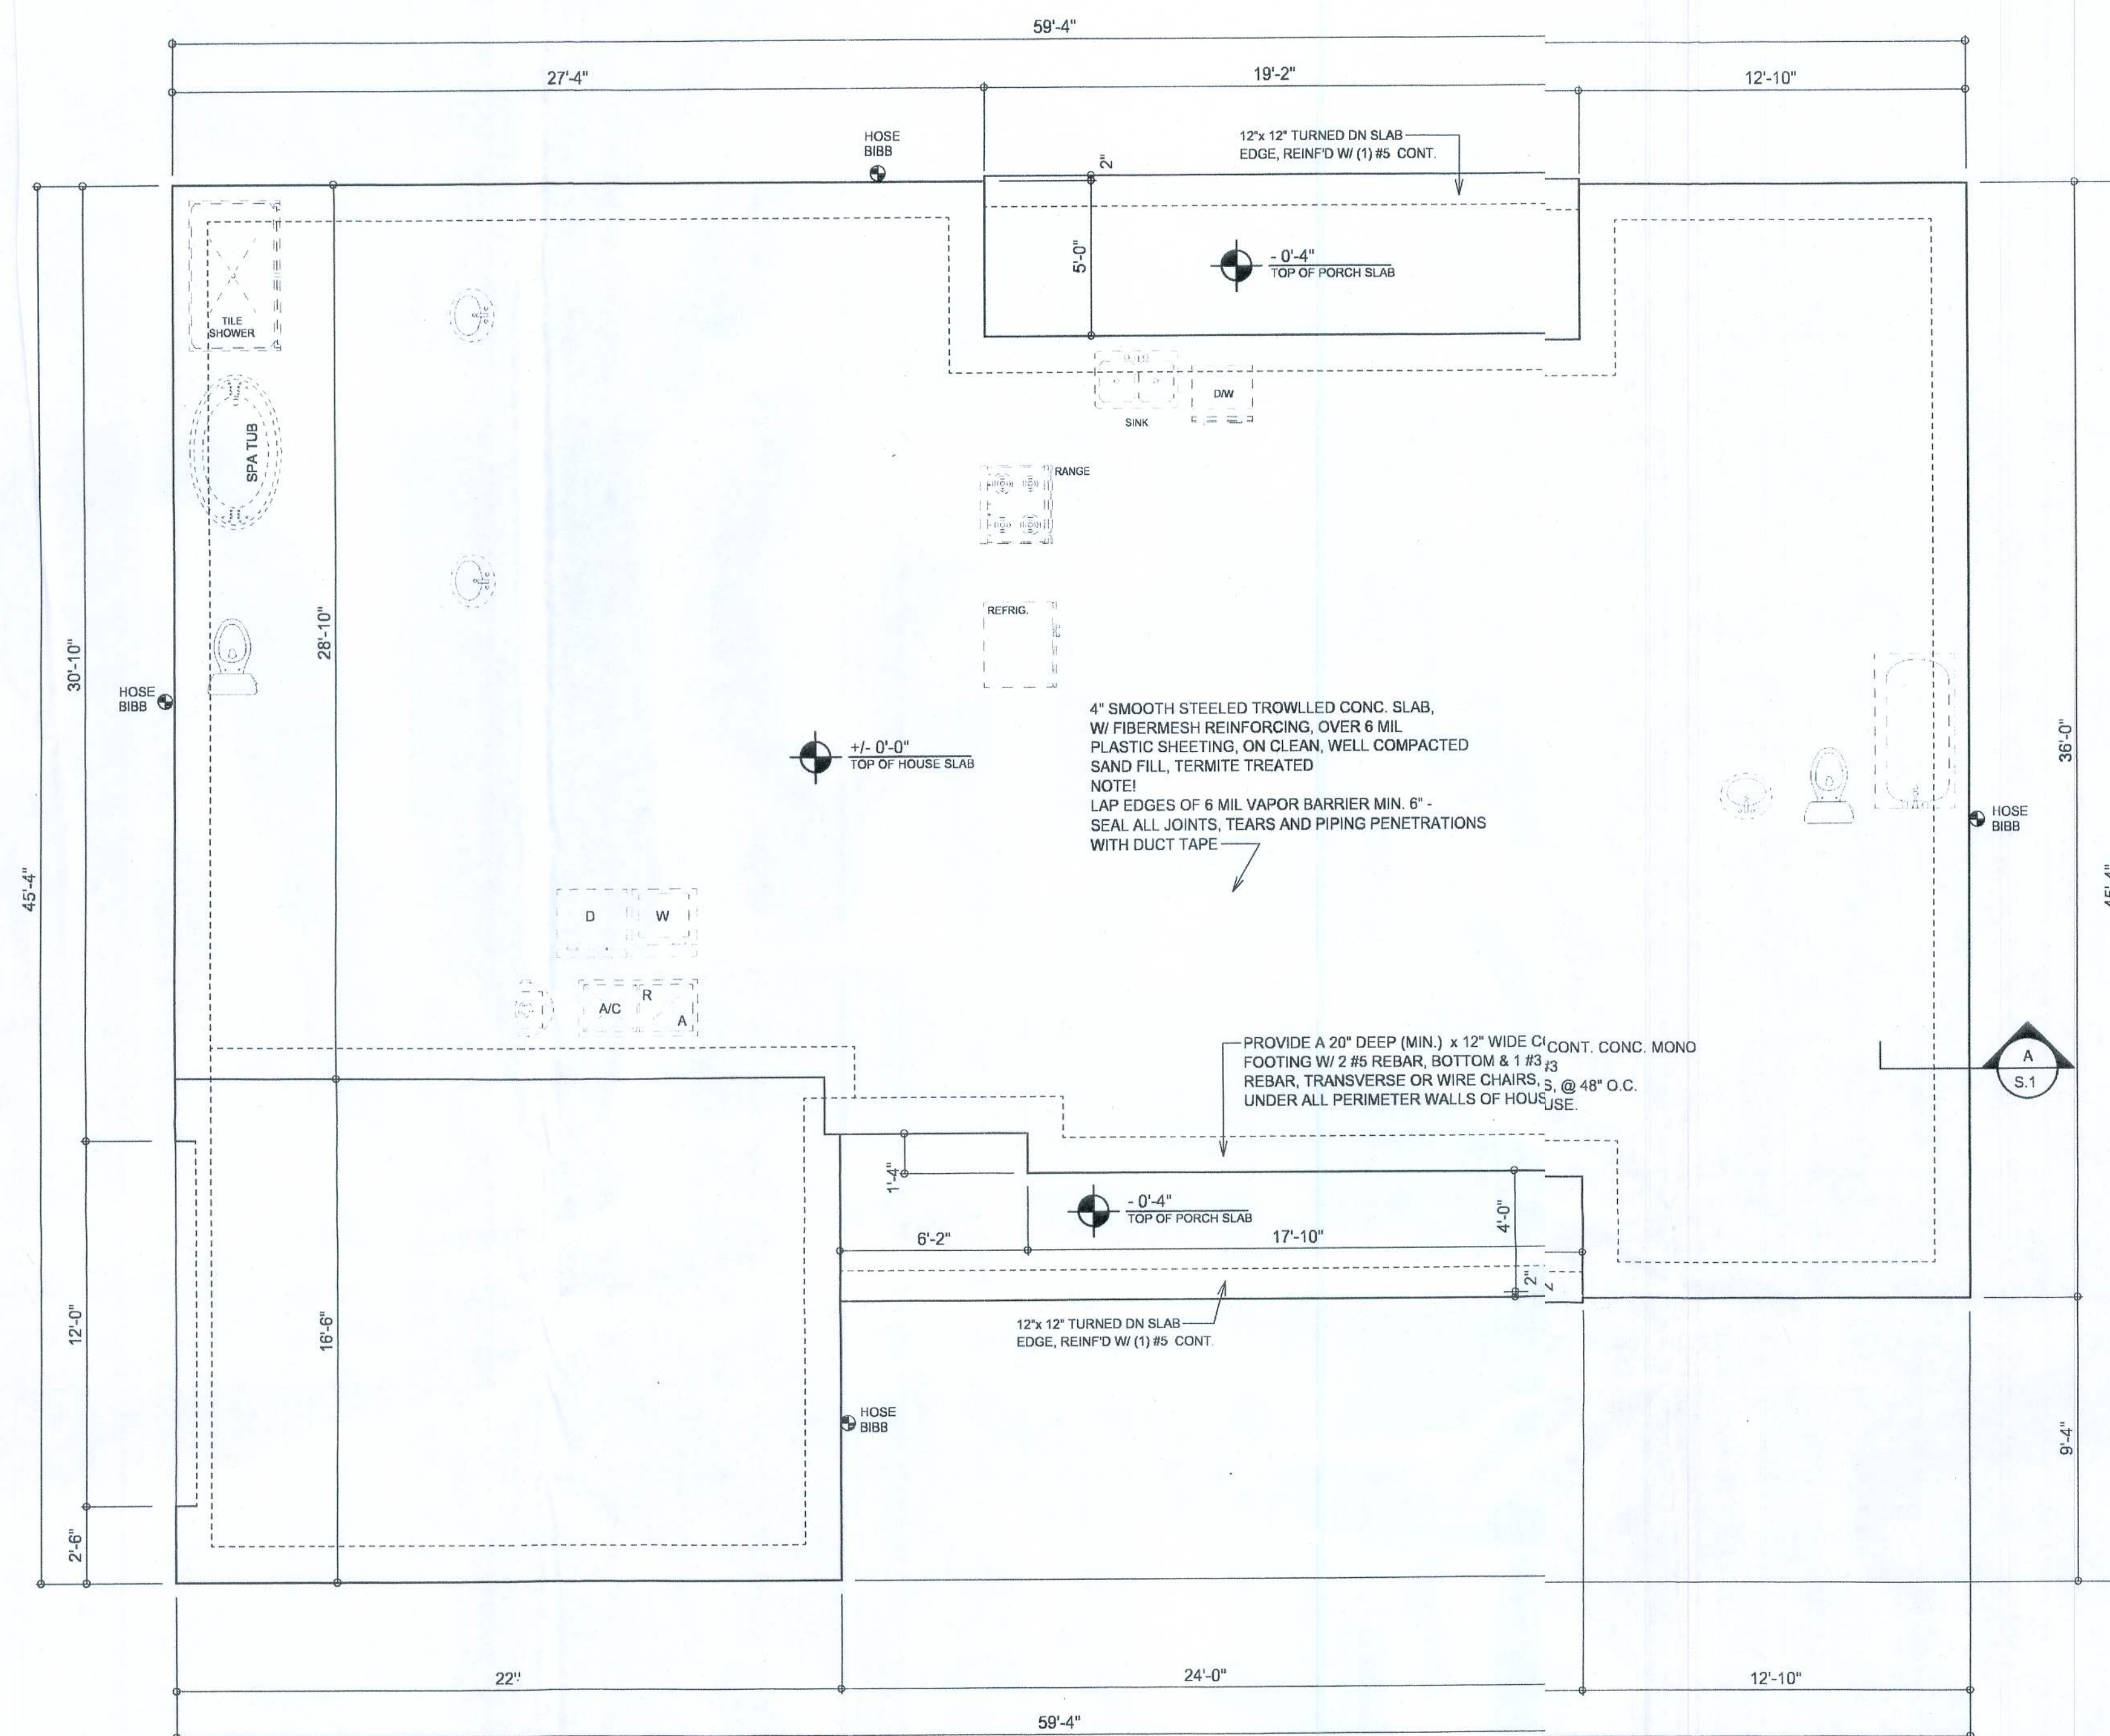 59'-4"
27'-4"
19'-2"
12'-10"
HOSE
BIBB
12"x 12" TURNED DN SLAB
EDGE, REINF'D W/ (1) #5 CONT.
2"
5'-0"
- 0'-4"
TOP OF PORCH SLAB
TILE
SHOWER
SPA TUB
SINK
D/W
RANGE
REFRIG.
30'-10"
28'-10"
HOSE
BIBB
4" SMOOTH STEELED TROWLLED CONC. SLAB,
W/ FIBERMESH REINFORCING, OVER 6 MIL
PLASTIC SHEETING, ON CLEAN, WELL COMPACTED
SAND FILL, TERMITE TREATED
NOTE!
LAP EDGES OF 6 MIL VAPOR BARRIER MIN. 6" -
SEAL ALL JOINTS, TEARS AND PIPING PENETRATIONS
WITH DUCT TAPE
+/- 0'-0"
TOP OF HOUSE SLAB
36'-0"
HOSE
BIBB
45'-4"
45'-4"
D
W
A/C
R
A
PROVIDE A 20" DEEP (MIN.) x 12" WIDE CONT. CONC. MONO
FOOTING W/ 2 #5 REBAR, BOTTOM & 1 #3
REBAR, TRANSVERSE OR WIRE CHAIRS, @ 48" O.C.
UNDER ALL PERIMETER WALLS OF HOUSE.
A
S.1
1'-4"
- 0'-4"
TOP OF PORCH SLAB
4'-0"
6'-2"
17'-10"
2"
12"x 12" TURNED DN SLAB
EDGE, REINF'D W/ (1) #5 CONT.
12'-0"
16'-6"
HOSE
BIBB
9'-4"
2'-6"
22'
24'-0"
12'-10"
59'-4"